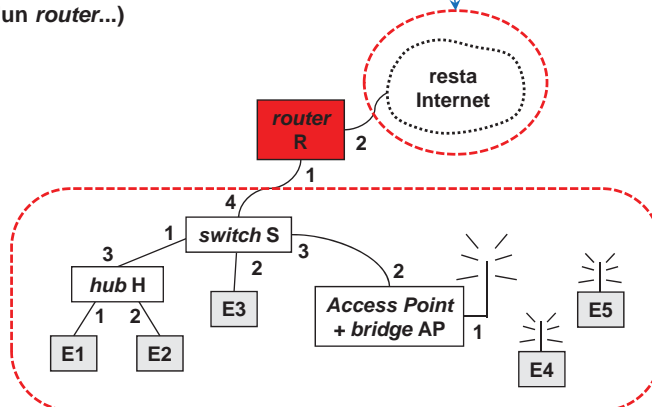 un router...)
resta
Internet
router
R
2
1
4
1
switch S
3
3
2
2
hub H
E3
Access Point
+ bridge AP
1
E5
1
2
E1
E2
E4